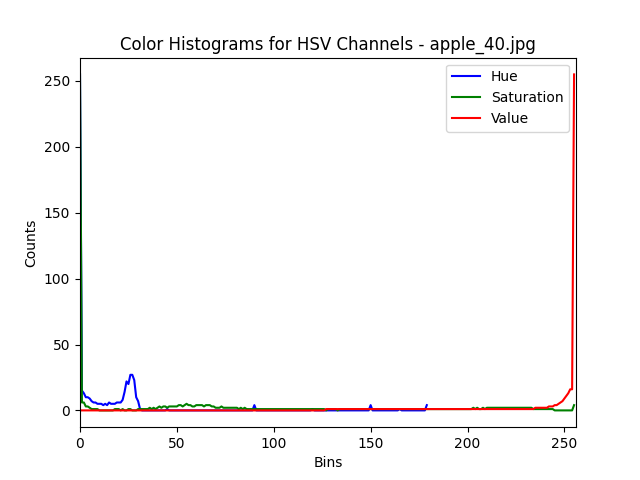 Color Histograms for HSV Channels - apple_40.jpg
Hue
Saturation
Value
Counts
250
200
150
100
50
0
0 50 100 150 200 250
Bins